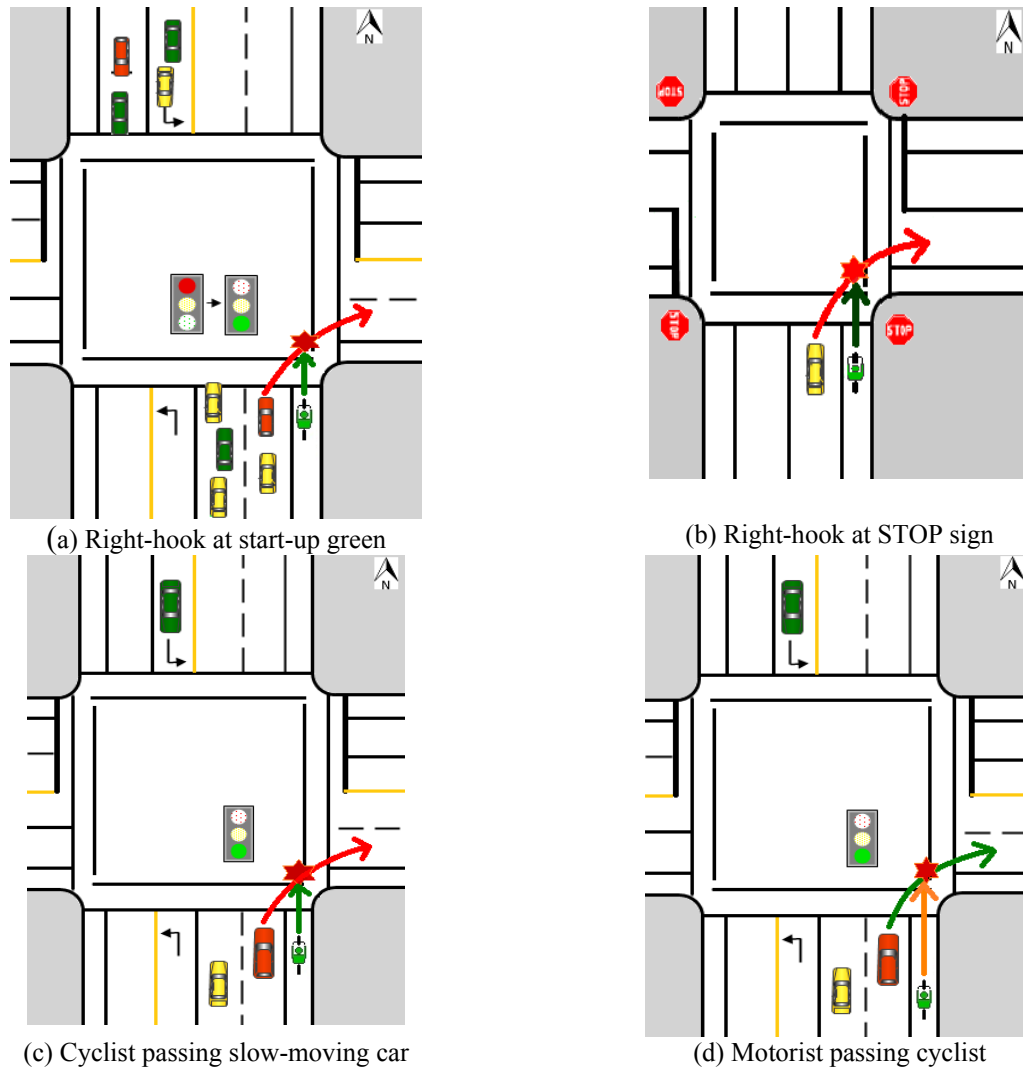 N
N
STOP
STOP
STOP
STOP
(a) Right-hook at start-up green
(b) Right-hook at STOP sign
N
N
(c) Cyclist passing slow-moving car
(d) Motorist passing cyclist